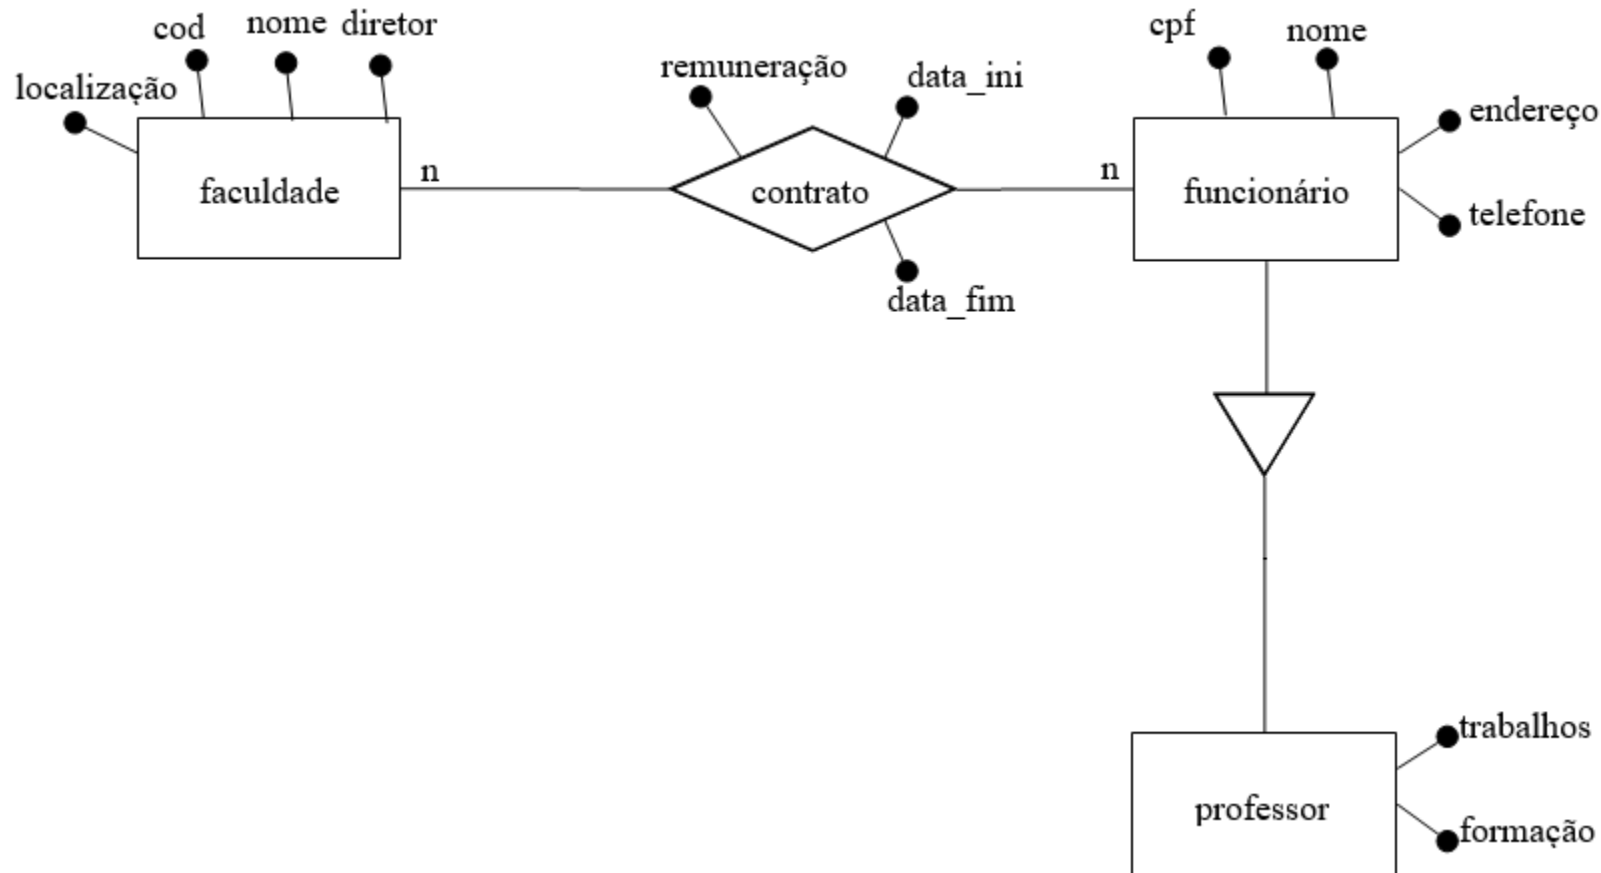 cod
nome
diretor
localização
faculdade
n
remuneração
data_ini
contrato
data_fim
n
cpf
nome
endereço
telefone
funcionário
trabalhos
professor
formação